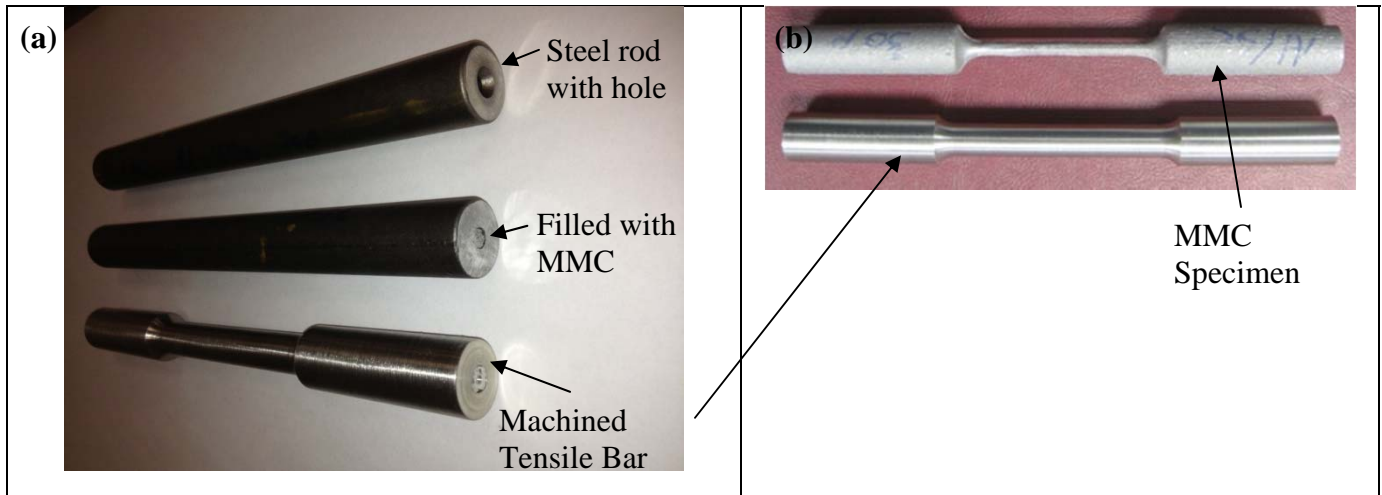 (a)
Steel rod
with hole
Filled with
MMC
Machined
Tensile Bar
(b)
MMC
Specimen